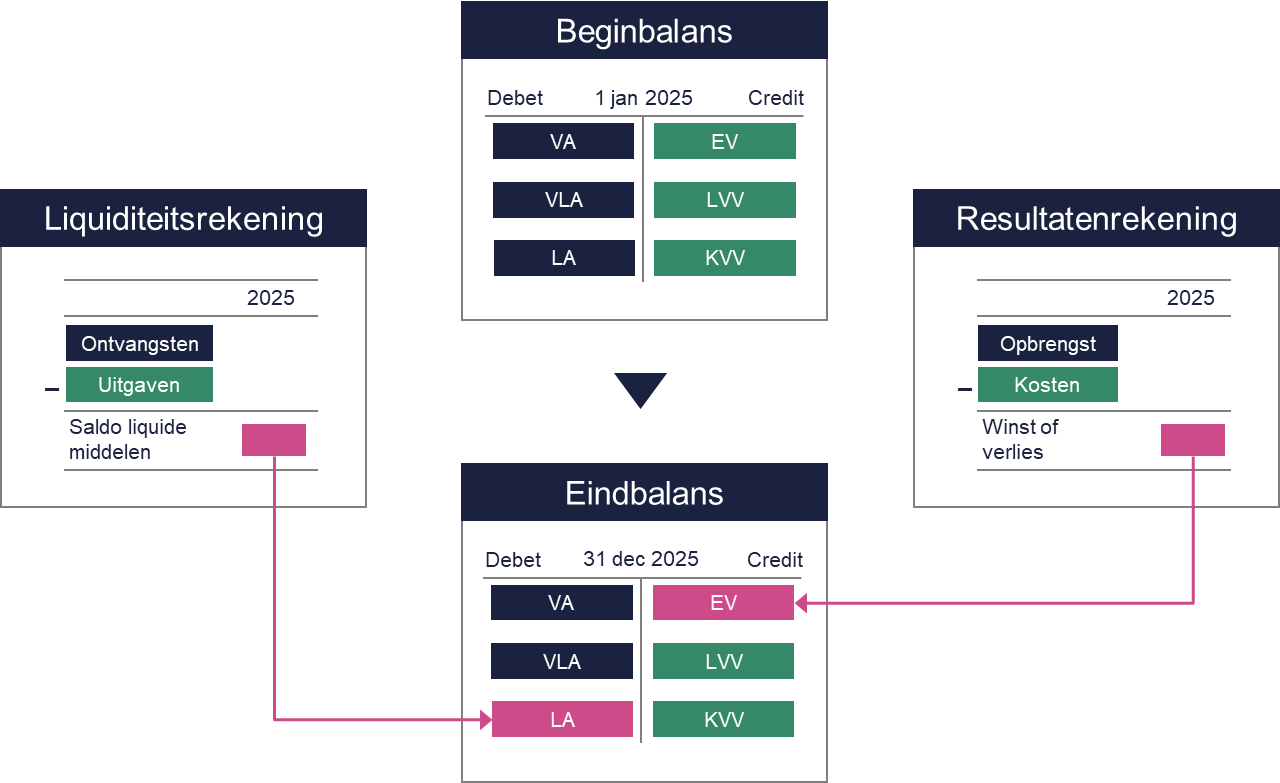 Beginbalans
Debet 1 jan 2025 Credit
VA EV
VLA LVV
LA KVV
Liquiditeitsrekening
2025
Ontvangsten
– Uitgaven
Saldo liquide
middelen
Resultatenrekening
2025
Opbrengst
– Kosten
Winst of
verlies
Eindbalans
Debet 31 dec 2025 Credit
VA EV
VLA LVV
LA KVV